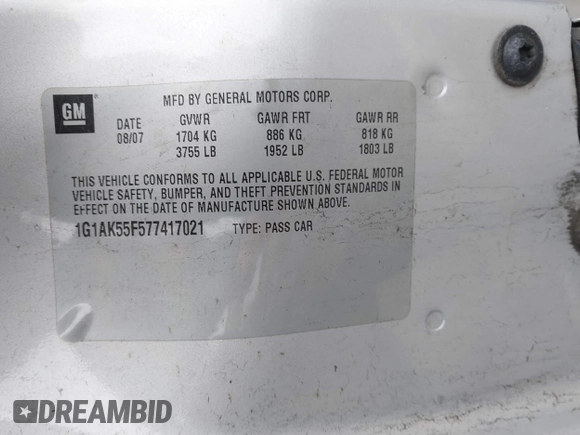 MFD BY GENERAL MOTORS CORP.
GM
DATE GVWR GAWR FRT GAWR RR
08/07 1704 KG 886 KG 818 KG
3755 LB 1952 LB 1803 LB
THIS VEHICLE CONFORMS TO ALL APPLICABLE U.S. FEDERAL MOTOR
VEHICLE SAFETY, BUMPER, AND THEFT PREVENTION STANDARDS IN
EFFECT ON THE DATE OF MANUFACTURE SHOWN ABOVE.
1G1AK55F577417021 TYPE: PASS CAR
DREAMBID